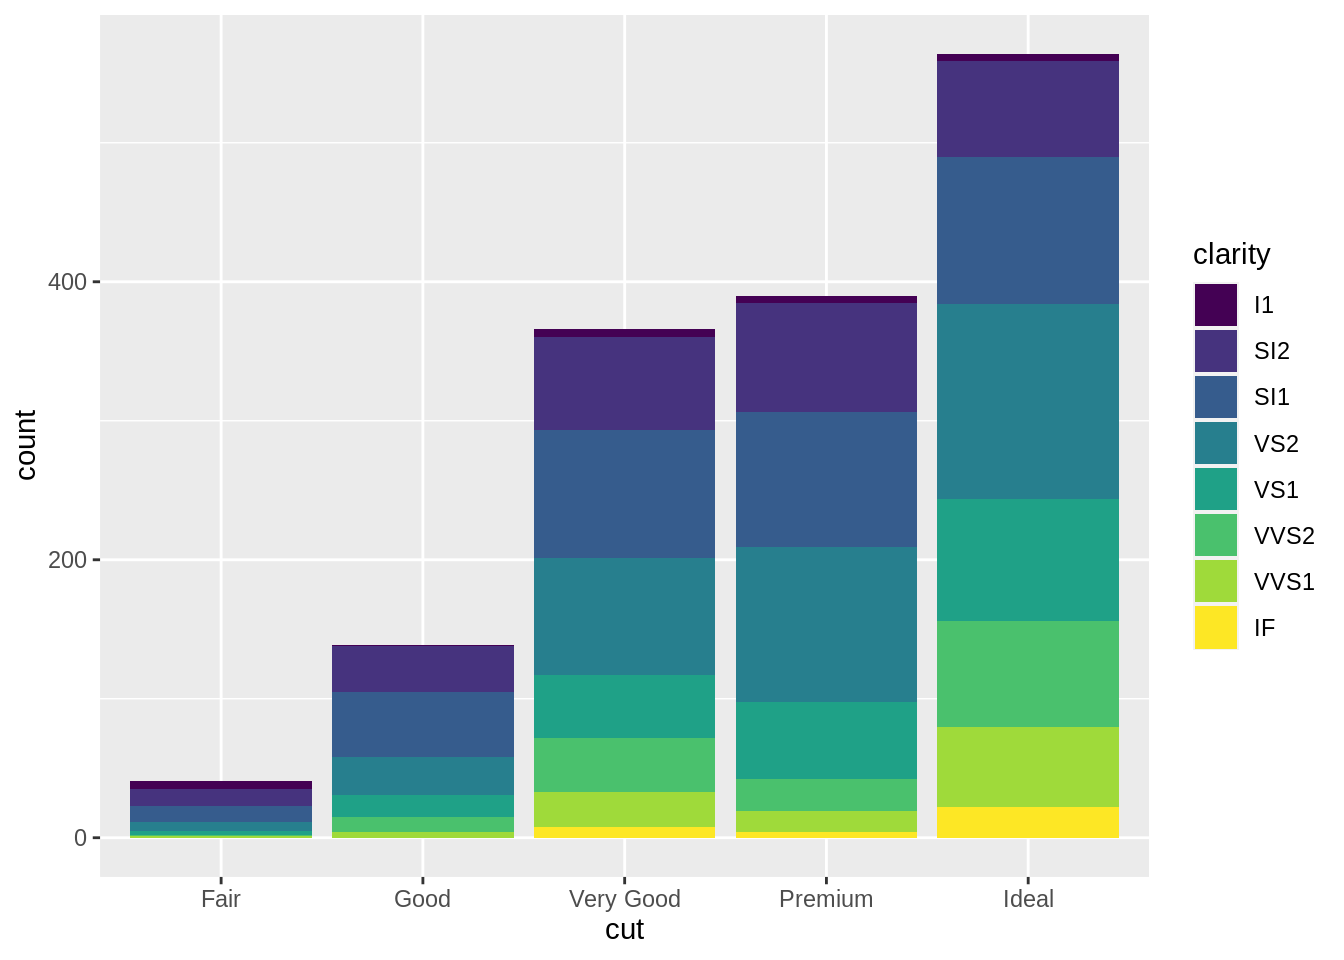 count
400
200
0
Fair
Good
Very Good
Premium
Ideal
cut
clarity
I1
SI2
SI1
VS2
VS1
VVS2
VVS1
IF